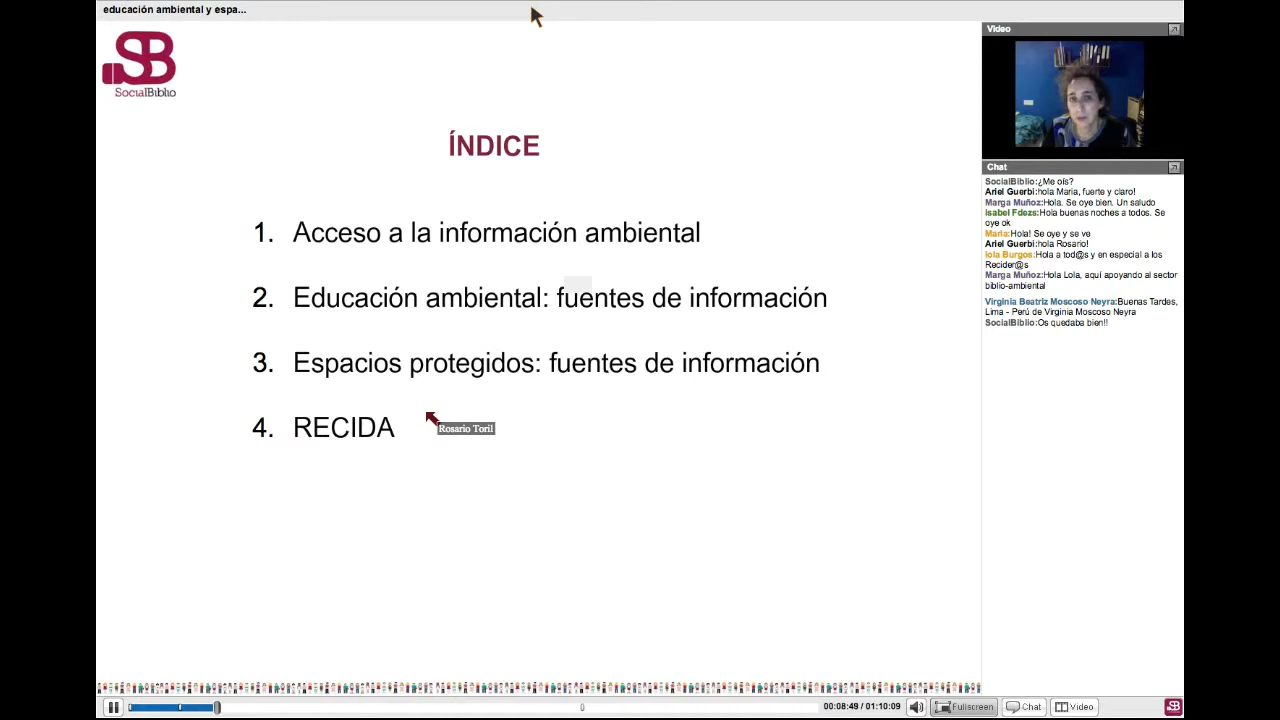 educación ambiental y espa...
SB
SocialBiblio
ÍNDICE
1. Acceso a la información ambiental
2. Educación ambiental: fuentes de información
3. Espacios protegidos: fuentes de información
4. RECIDA
Rosario Toril
Video
Chat
SocialBiblio:¿Me oís?
Ariel Guerbi: hola Maria, fuerte y claro!
Marga Muñoz:Hola. Se oye bien. Un saludo
Isabel Fdezs:Hola buenas noches a todos. Se
oye ok
Maria:Hola! Se oye y se ve
Ariel Guerbi: hola Rosario!
lola Burgos:Hola a tod@s y en especial a los
Recider@s
Marga Muñoz:Hola Lola, aquí apoyando al sector
biblio-ambiental
Virginia Beatriz Moscoso Neyra:Buenas Tardes,
Lima - Perú de Virginia Moscoso Neyra
SocialBiblio:Os quedaba bien!!
00:08:49 / 01:10:09
Fullscreen
Chat
Video
SB